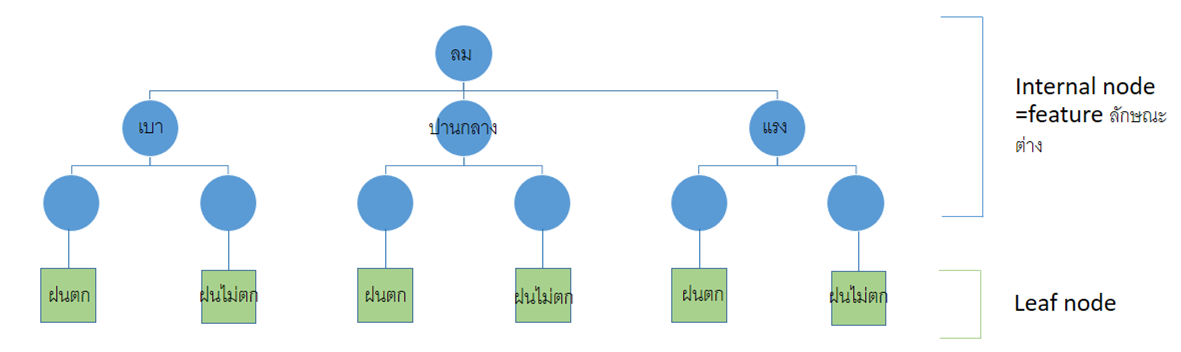 ลม
เบา
ปานกลาง
แรง
Internal node
=feature ลักษณะ
ต่าง
ฝนตก
ฝนไม่ตก
ฝนตก
ฝนไม่ตก
ฝนตก
ฝนไม่ตก
Leaf node